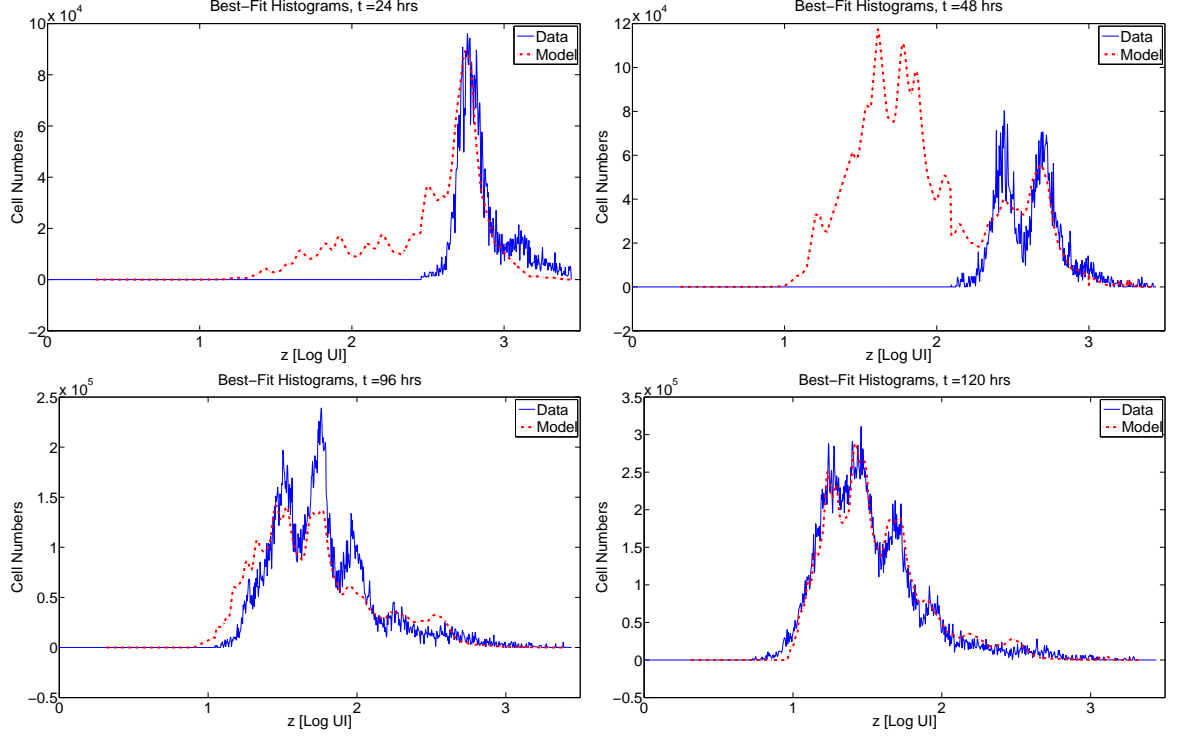 Best−Fit Histograms, t =24 hrs
x 10^4
10
8
6
4
2
0
−2
Cell Numbers
0 1 2 3
z [Log UI]
Data
Model
Best−Fit Histograms, t =48 hrs
x 10^4
12
10
8
6
4
2
0
−2
Cell Numbers
0 1 2 3
z [Log UI]
Data
Model
Best−Fit Histograms, t =96 hrs
x 10^5
2.5
2
1.5
1
0.5
0
−0.5
Cell Numbers
0 1 2 3
z [Log UI]
Data
Model
Best−Fit Histograms, t =120 hrs
x 10^5
3.5
3
2.5
2
1.5
1
0.5
0
−0.5
Cell Numbers
0 1 2 3
z [Log UI]
Data
Model